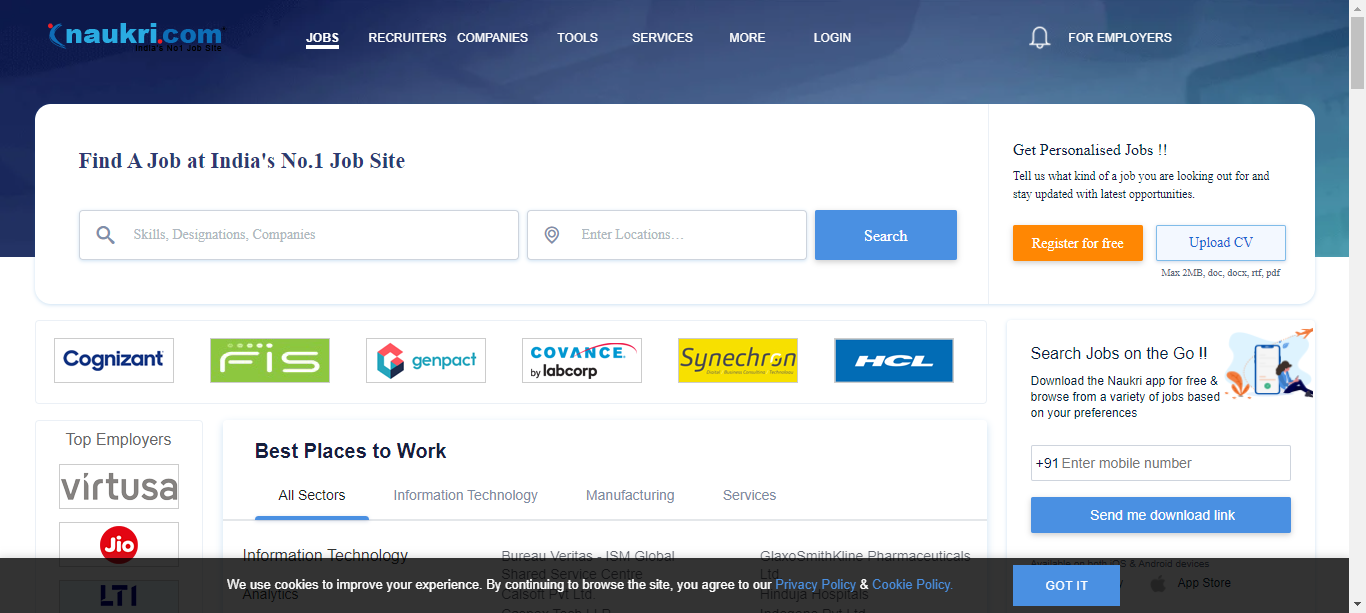 naukri.com
India's No1 Job Site
JOBS RECRUITERS COMPANIES TOOLS SERVICES MORE LOGIN FOR EMPLOYERS
Find A Job at India's No.1 Job Site
Skills, Designations, Companies
Enter Locations...
Search
Get Personalised Jobs !!
Tell us what kind of a job you are looking out for and
stay updated with latest opportunities.
Register for free
Upload CV
Max 2MB, doc, docx, rtf, pdf
Cognizant
FIS
genpact
COVANCE
by labcorp
Synechron
Digital Business Consulting Technology
HCL
Search Jobs on the Go !!
Download the Naukri app for free &
browse from a variety of jobs based
on your preferences
+91 Enter mobile number
Send me download link
Available on both iOS & Android devices
App Store
Top Employers
virtusa
Jio
LTI
Best Places to Work
All Sectors Information Technology Manufacturing Services
Information Technology
Analytics
Bureau Veritas - ISM Global
Shared Service Centre
Calsoft Pvt Ltd.
GlaxoSmithKline Pharmaceuticals
Ltd
Hinduja Hospitals
We use cookies to improve your experience. By continuing to browse the site, you agree to our Privacy Policy & Cookie Policy.
GOT IT